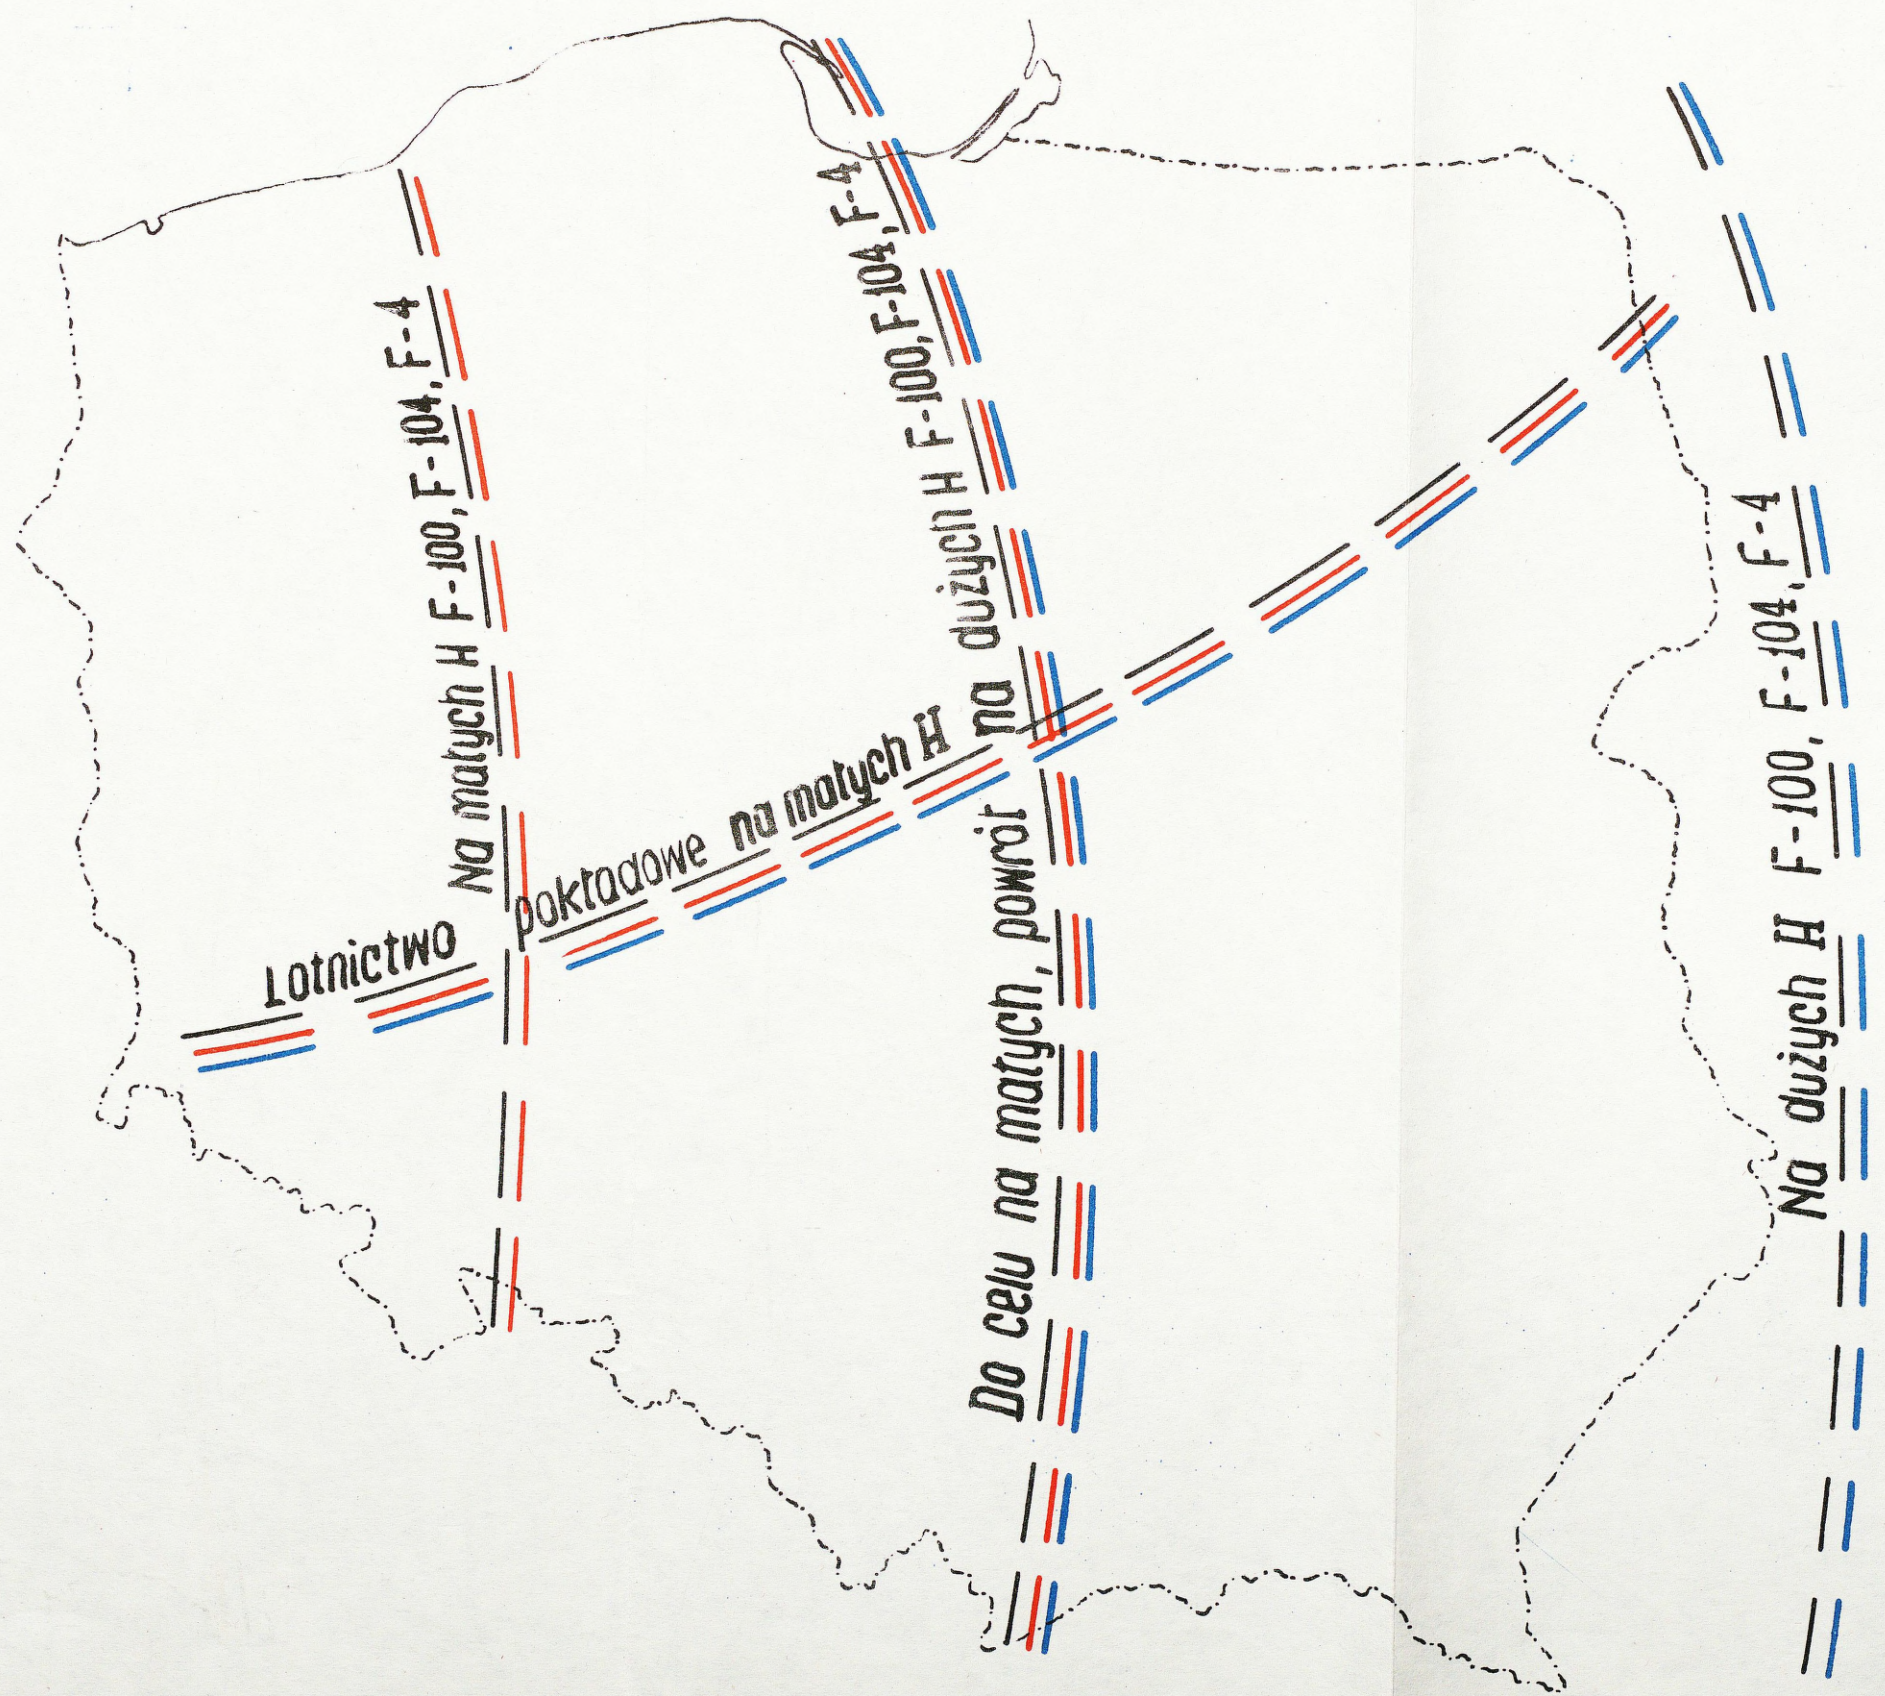 Na małych H F-100, F-104, F-4
Lotnictwo pokładowe na małych H
Do celu na małych, powrót na dużych H F-100, F-104, F-4
Na dużych H F-100, F-104, F-4